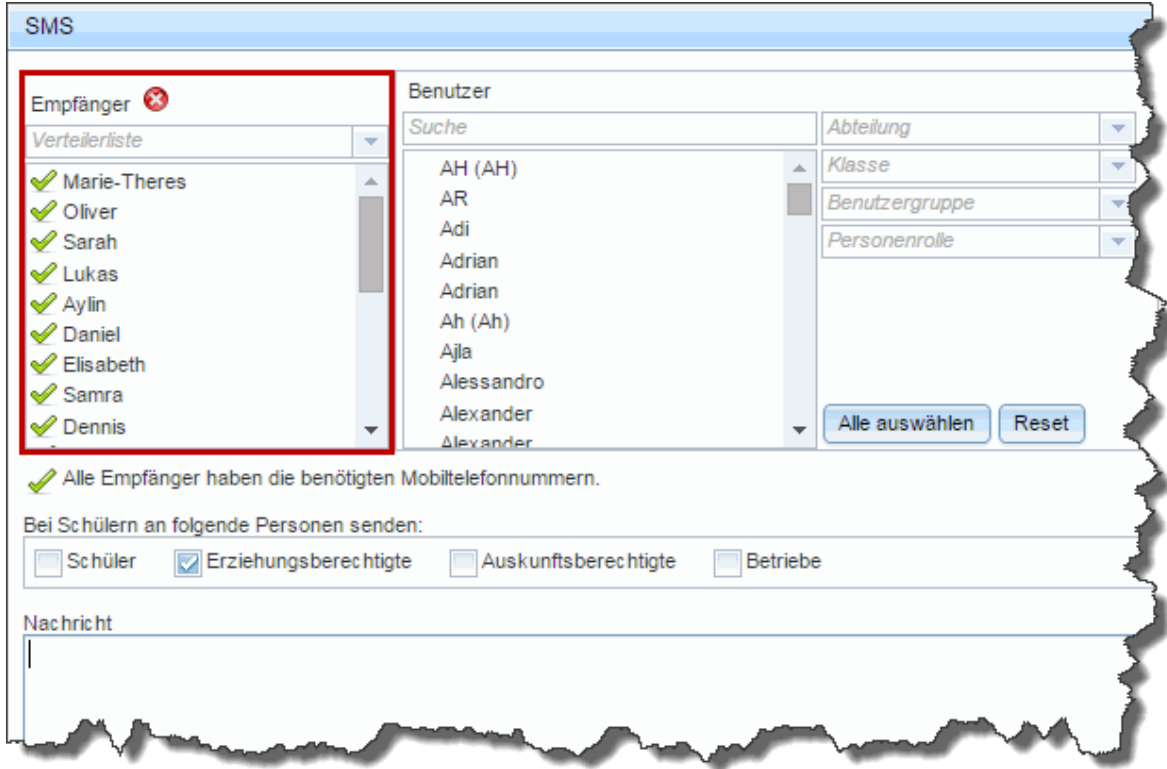 SMS
Empfänger
Verteilerliste
Marie-Theres
Oliver
Sarah
Lukas
Aylin
Daniel
Elisabeth
Samra
Dennis
Benutzer
Suche
AH (AH)
AR
Adi
Adrian
Adrian
Ah (Ah)
Ajla
Alessandro
Alexander
Alexander
Abteilung
Klasse
Benutzergruppe
Personenrolle
Alle auswählen Reset
Alle Empfänger haben die benötigten Mobiltelefonnummern.
Bei Schülern an folgende Personen senden:
Schüler Erziehungsberechtigte Auskunftsberechtigte Betriebe
Nachricht